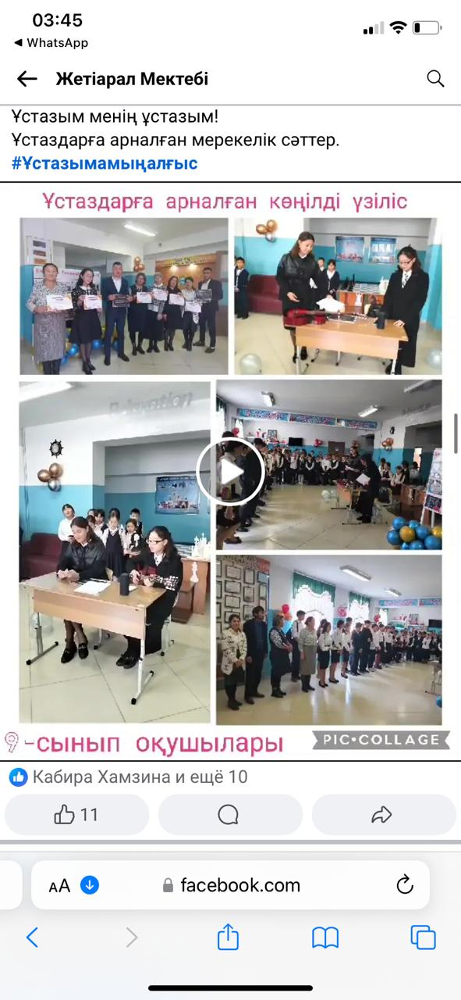 03:45
◄ WhatsApp
Жетіарал Мектебі
Ұстазым менің ұстазым!
Ұстаздарға арналған мерекелік сәттер.
#Ұстазымамыңалғыс
Ұстаздарға арналған көңілді үзіліс
9-сынып оқушылары
PIC•COLLAGE
Кабира Хамзина и ещё 10
11
AA
facebook.com